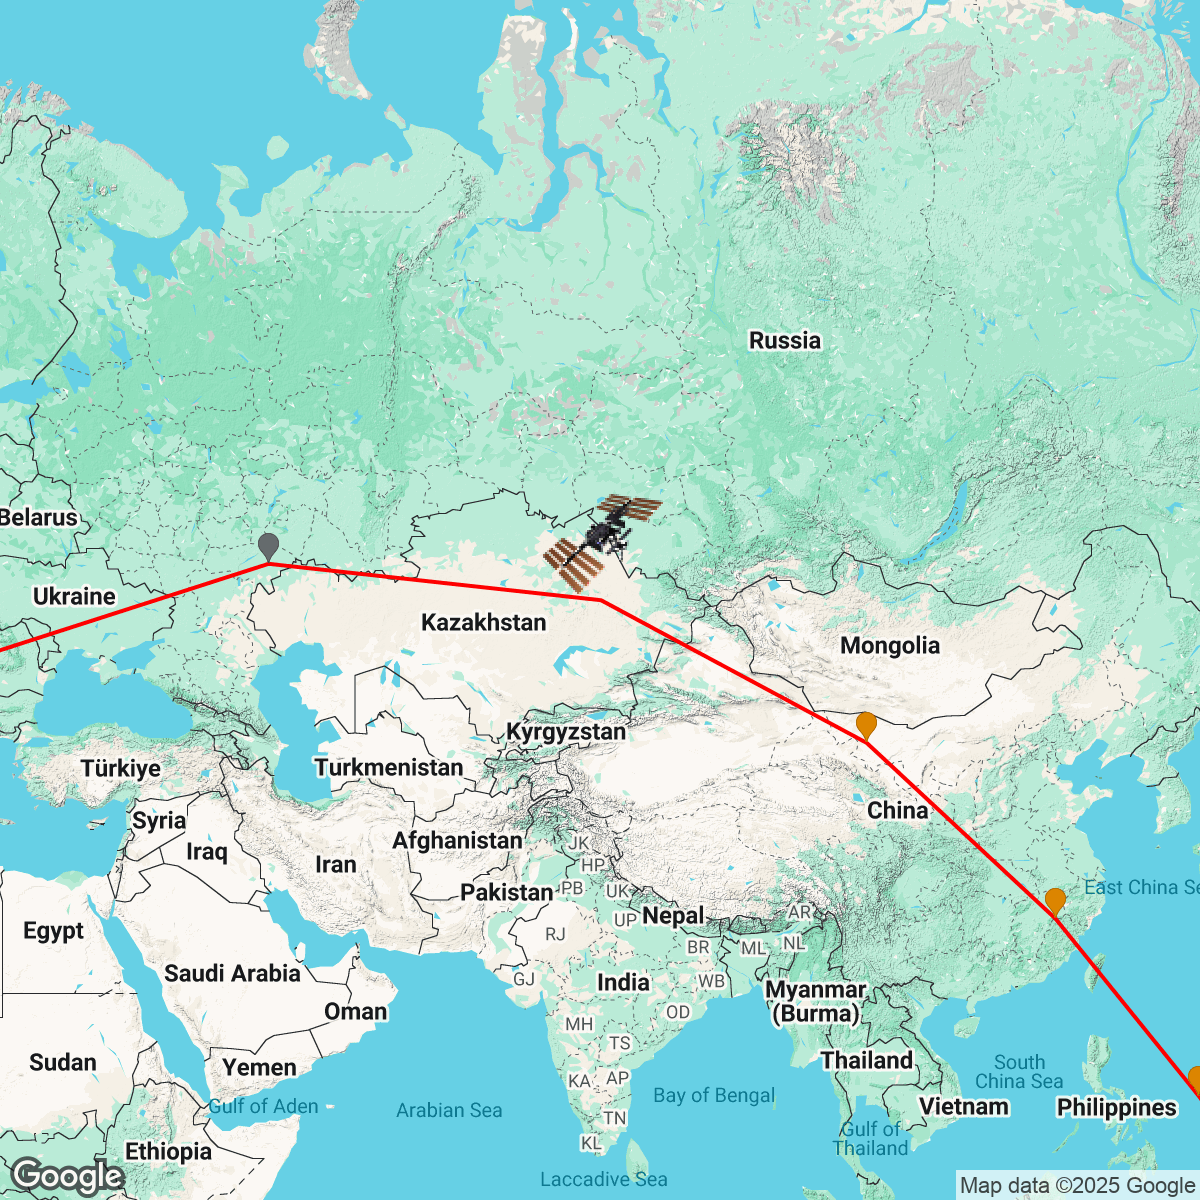 Russia
Belarus
Ukraine
Kazakhstan
Mongolia
Kyrgyzstan
Türkiye
Turkmenistan
Syria
China
Afghanistan
JK
Iraq
Iran
HP
Pakistan
PB
UK
East China Se
Nepal
AR
UP
Egypt
RJ
BR
ML
NL
Saudi Arabia
GJ
India
WB
Myanmar
(Burma)
Oman
OD
MH
TS
Sudan
Yemen
Thailand
South
China Sea
KA
AP
Bay of Bengal
Gulf of Aden
Arabian Sea
Vietnam
Philippines
TN
Gulf of
Thailand
KL
Ethiopia
Laccadive Sea
Google
Map data ©2025 Google